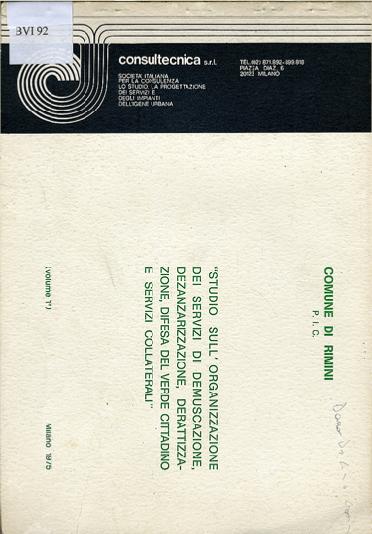 BVI 92
consultecnica s.r.l.
SOCIETÀ ITALIANA
PER LA CONSULENZA
LO STUDIO, LA PROGETTAZIONE
DEI SERVIZI E
DEGLI IMPIANTI
DELL'IGIENE URBANA
TEL. (02) 871.892-899.818
PIAZZA DIAZ, 6
20123 MILANO
COMUNE DI RIMINI
P. I. C.
"STUDIO SULL'ORGANIZZAZIONE
DEI SERVIZI DI DEMUSCAZIONE,
DEZANZARIZZAZIONE, DERATTIZZA-
ZIONE, DIFESA DEL VERDE CITTADINO
E SERVIZI COLLATERALI"
(volume 1°)
Milano 1975